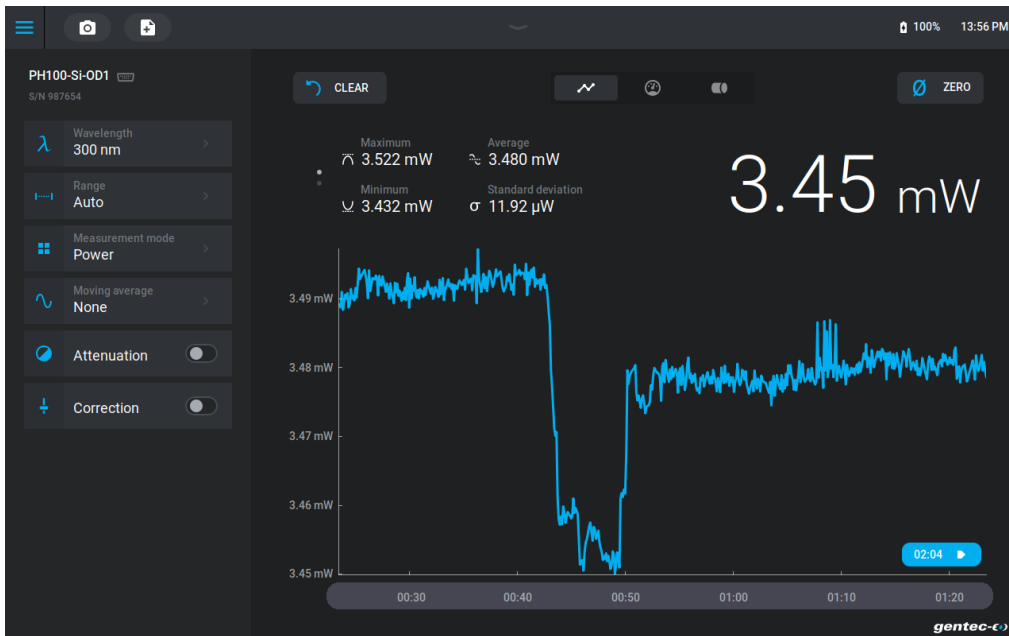 100% 13:56 PM
PH100-Si-OD1
S/N 987654
Wavelength
300 nm
Range
Auto
Measurement mode
Power
Moving average
None
Attenuation
Correction
CLEAR
ZERO
Maximum
3.522 mW
Average
3.480 mW
Minimum
3.432 mW
Standard deviation
σ 11.92 µW
3.45 mW
3.49 mW
3.48 mW
3.47 mW
3.46 mW
3.45 mW
02:04
00:30 00:40 00:50 01:00 01:10 01:20
gentec-eo